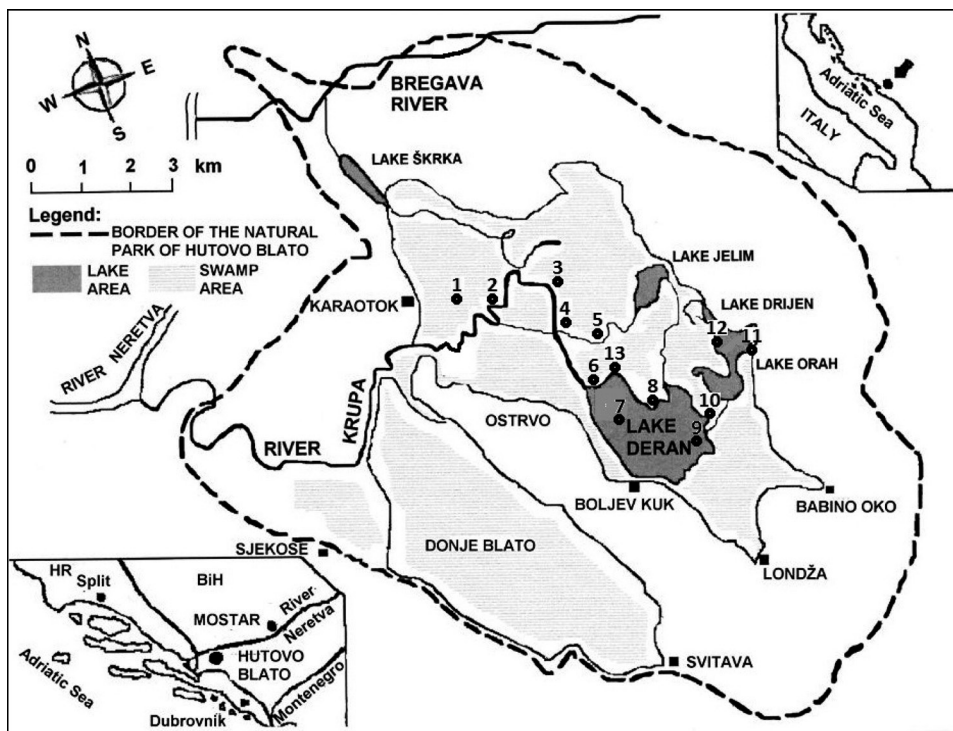 N
E
W
S
0 1 2 3 km
Legend:
BORDER OF THE NATURAL
PARK OF HUTOVO BLATO
LAKE
AREA
SWAMP
AREA
BREGAVA
RIVER
Adriatic Sea
ITALY
LAKE ŠKRKA
LAKE JELIM
LAKE DRIJEN
LAKE ORAH
KARAOTOK
1
2
3
4
5
6
13
7
8
9
10
11
12
LAKE
DERAN
RIVER NERETVA
RIVER
KRUPA
OSTRVO
BOLJEV KUK
BABINO OKO
LONDŽA
DONJE BLATO
SJEKOSE
SVITAVA
HR
Split
BiH
MOSTAR
River
Neretva
HUTOVO
BLATO
Adriatic Sea
Montenegro
Dubrovnik